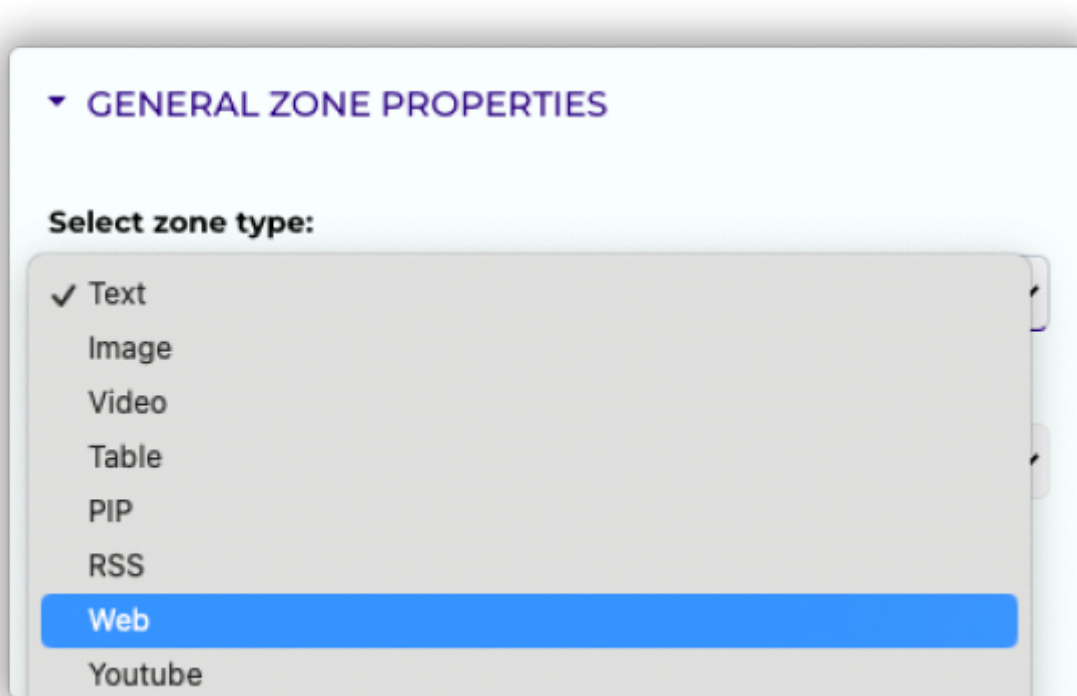 GENERAL ZONE PROPERTIES
Select zone type:
Text
Image
Video
Table
PIP
RSS
Web
Youtube